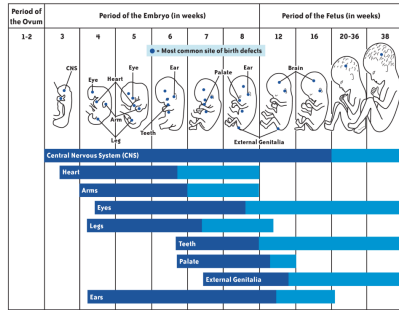 Period of the Ovum
Period of the Embryo (in weeks)
Period of the Fetus (in weeks)
1-2 3 4 5 6 7 8 12 16 20-36 38
● = Most common site of birth defects
CNS
Eye
Heart
Eye
Ear
Palate
Ear
Brain
Arm
Leg
Teeth
External Genitalia
Central Nervous System (CNS)
Heart
Arms
Eyes
Legs
Teeth
Palate
External Genitalia
Ears